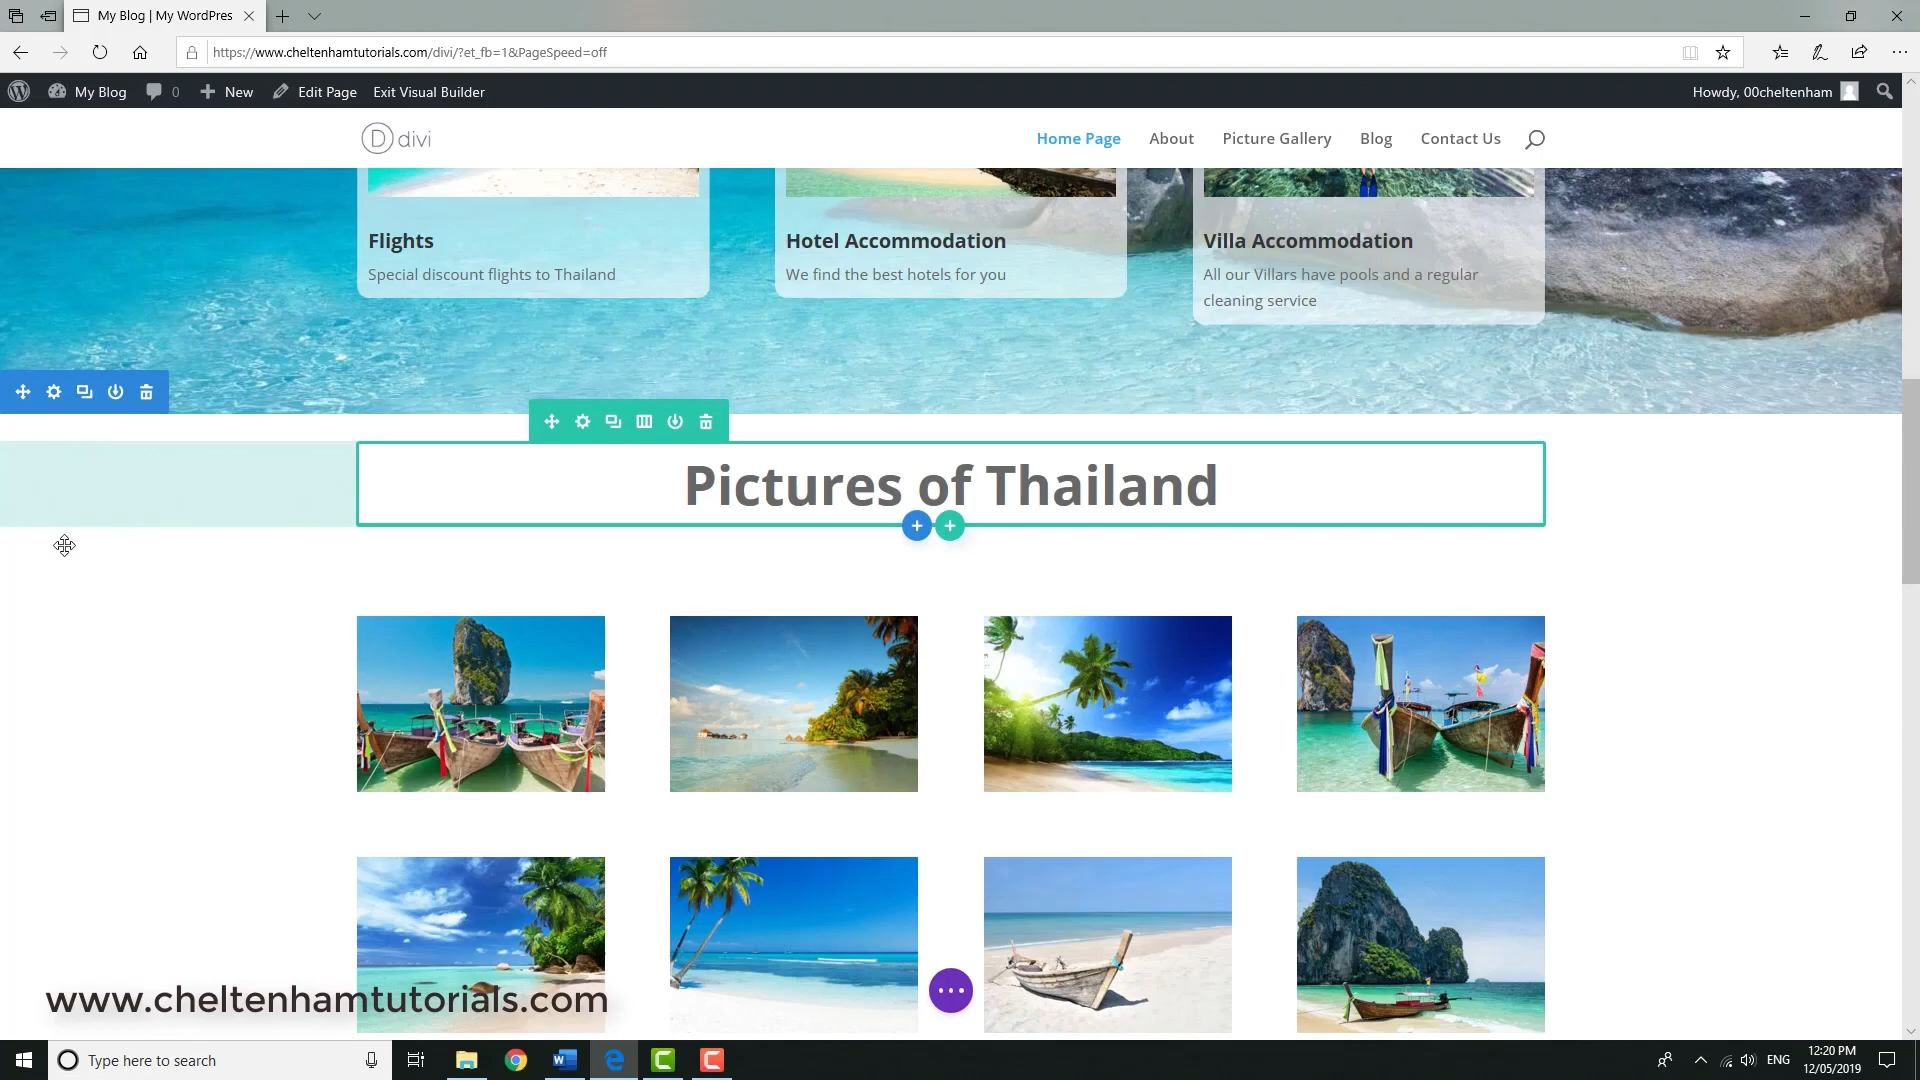 My Blog | My WordPres
https://www.cheltenhamtutorials.com/divi/?et_fb=1&PageSpeed=off
My Blog 0 New Edit Page Exit Visual Builder Howdy, 00cheltenham
D divi Home Page About Picture Gallery Blog Contact Us
Flights
Special discount flights to Thailand
Hotel Accommodation
We find the best hotels for you
Villa Accommodation
All our Villars have pools and a regular
cleaning service
Pictures of Thailand
www.cheltenhamtutorials.com
Type here to search
ENG
12:20 PM
12/05/2019